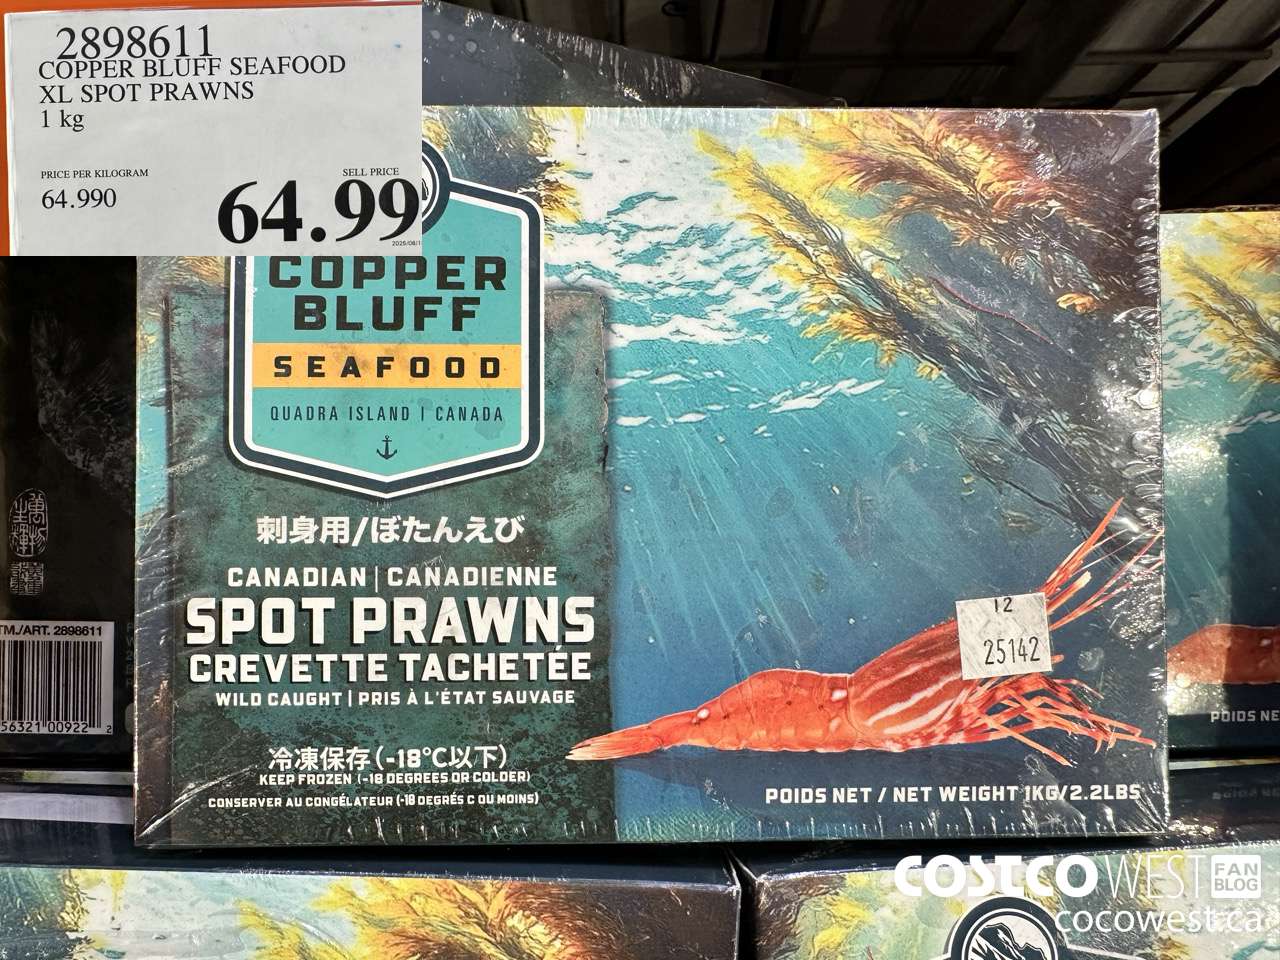 2898611
COPPER BLUFF SEAFOOD
XL SPOT PRAWNS
1 kg
PRICE PER KILOGRAM
64.990
SELL PRICE
64.99
COPPER
BLUFF
SEAFOOD
QUADRA ISLAND | CANADA
刺身用/ぼたんえび
CANADIAN | CANADIENNE
SPOT PRAWNS
CREVETTE TACHETÉE
WILD CAUGHT | PRIS À L'ÉTAT SAUVAGE
冷凍保存(-18℃以下)
KEEP FROZEN (-18 DEGREES OR COLDER)
CONSERVER AU CONGÉLATEUR (-18 DEGRÉS C OU MOINS)
12
25142
POIDS NET / NET WEIGHT 1KG/2.2LBS
TM./ART. 2898611
56321 00922 2
POIDS NE
COSTCO WEST FAN BLOG
cocowest.ca